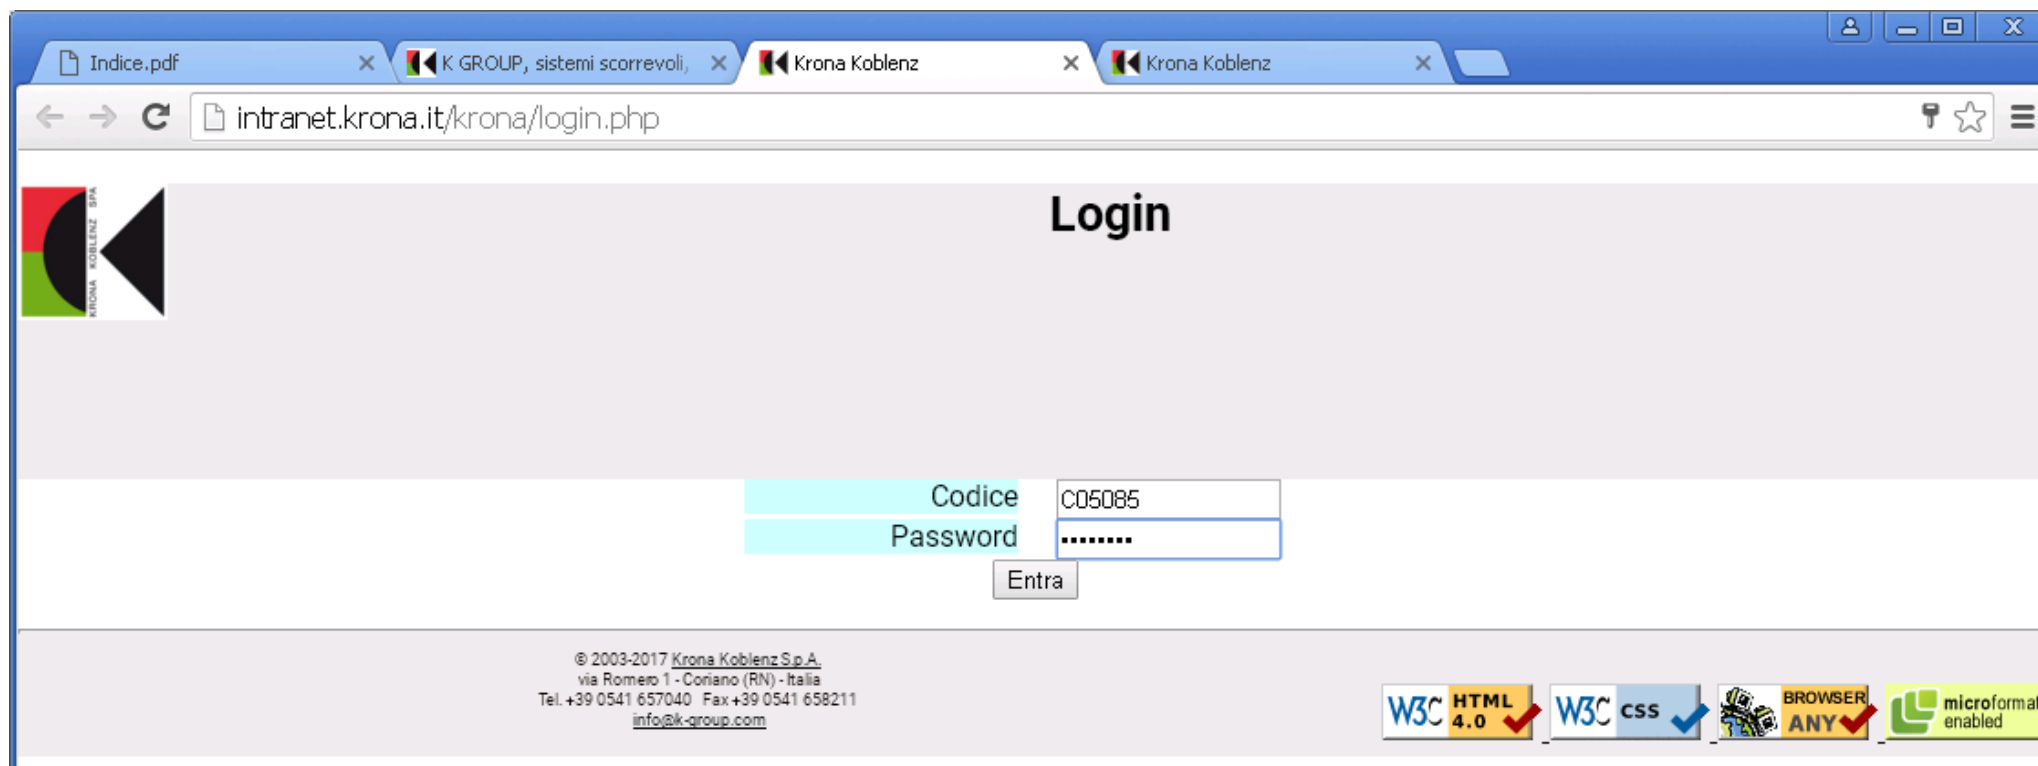 Indice.pdf
K GROUP, sistemi scorrevoli,
Krona Koblenz
Krona Koblenz
intranet.krona.it/krona/login.php
KRONA KOBLENZ SPA
Login
Codice C05085
Password ••••••••
Entra
© 2003-2017 Krona Koblenz S.p.A.
via Romero 1 - Coriano (RN) - Italia
Tel. +39 0541 657040 Fax +39 0541 658211
info@k-group.com
W3C HTML 4.0
W3C css
BROWSER ANY
microformat
enabled